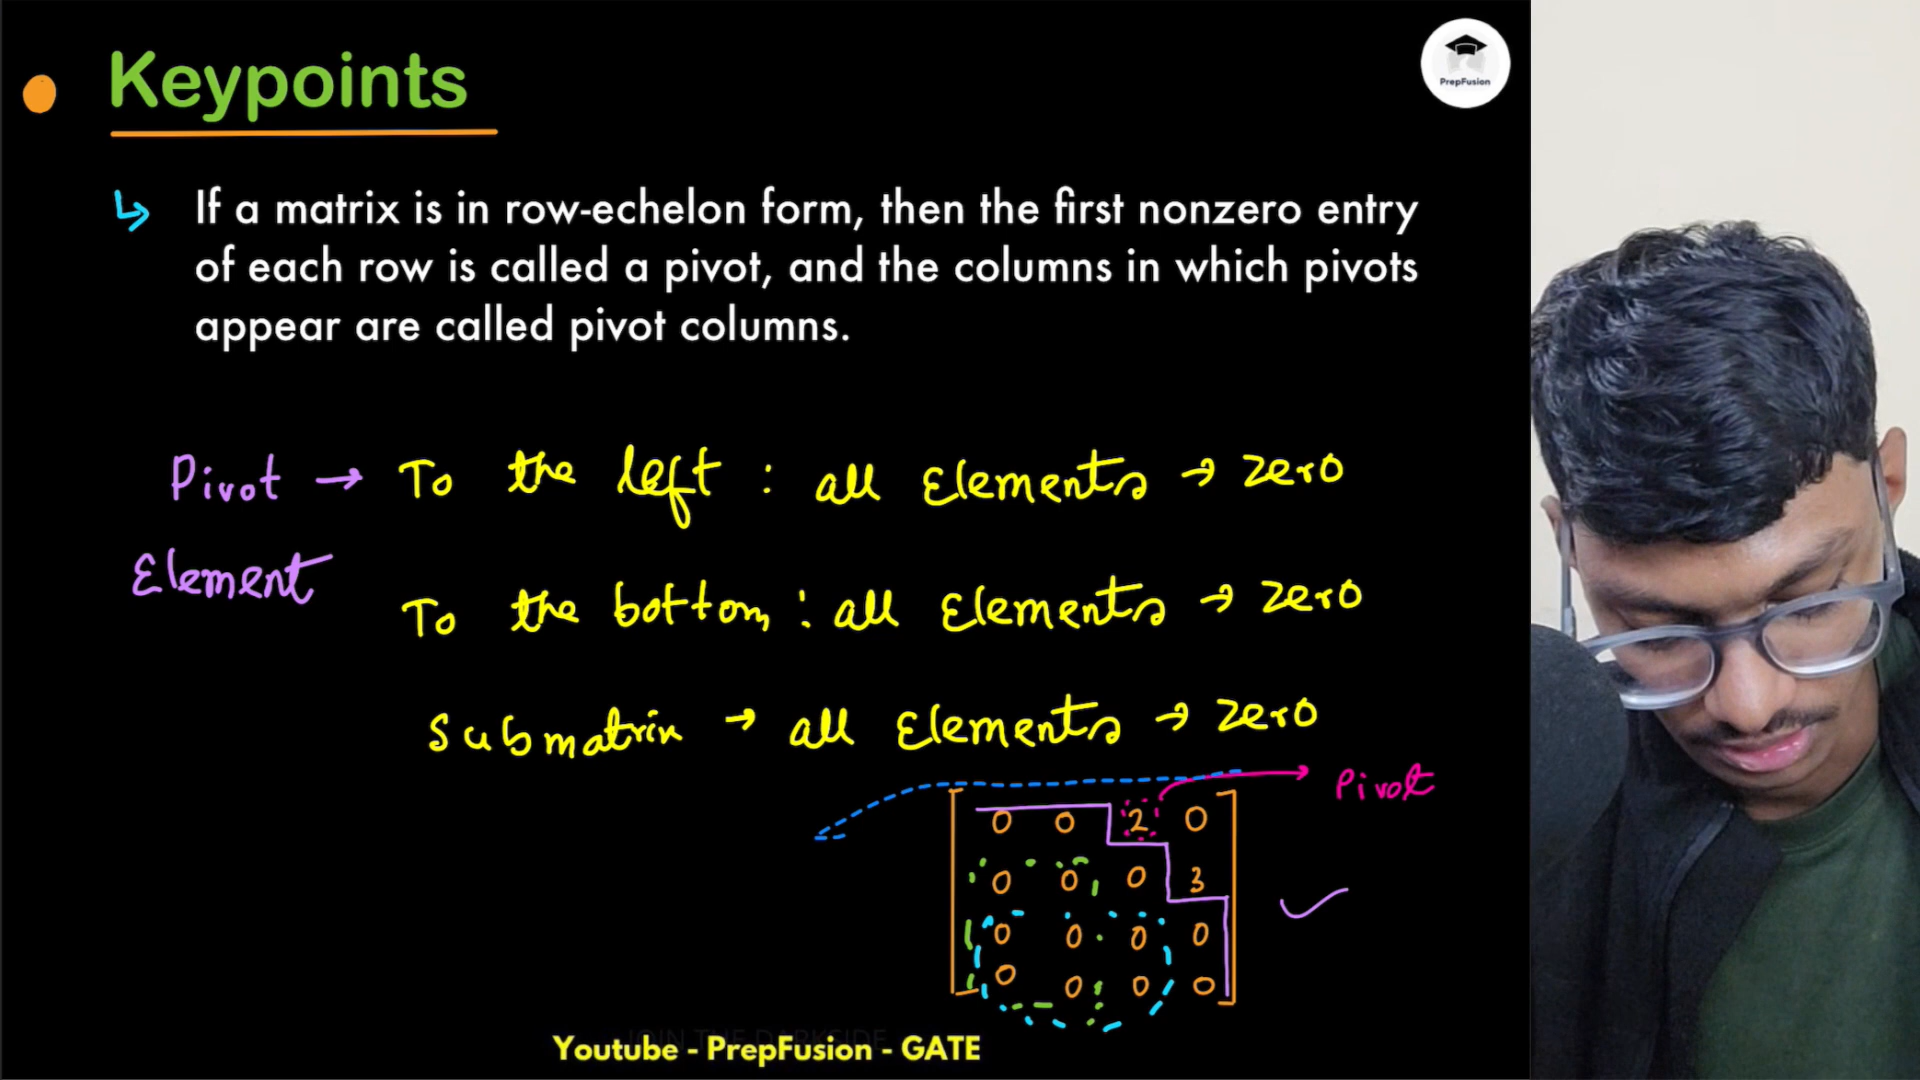 Keypoints
PrepFusion
If a matrix is in row-echelon form, then the first nonzero entry
of each row is called a pivot, and the columns in which pivots
appear are called pivot columns.
Pivot → To the left : all Elements → zero
Element
To the bottom : all Elements → zero
Submatrix → all Elements → zero
Pivot
0 0 2 0
0 0 0 3
0 0 0 0
0 0 0 0
JOIN THE DARKSIDE
Youtube - PrepFusion - GATE